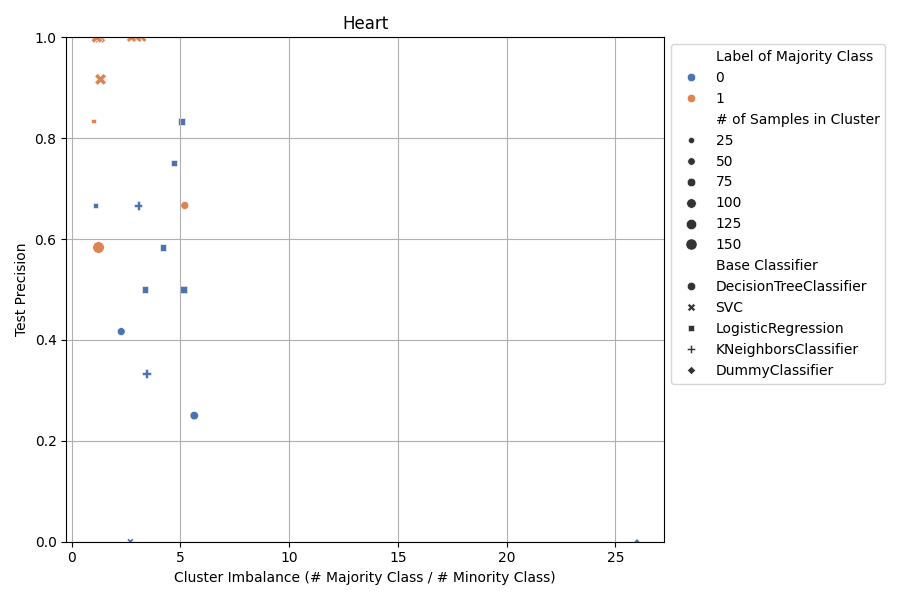 Heart
Test Precision
1.0
0.8
0.6
0.4
0.2
0.0
0
5
10
15
20
25
Cluster Imbalance (# Majority Class / # Minority Class)
Label of Majority Class
0
1
# of Samples in Cluster
25
50
75
100
125
150
Base Classifier
DecisionTreeClassifier
SVC
LogisticRegression
KNeighborsClassifier
DummyClassifier